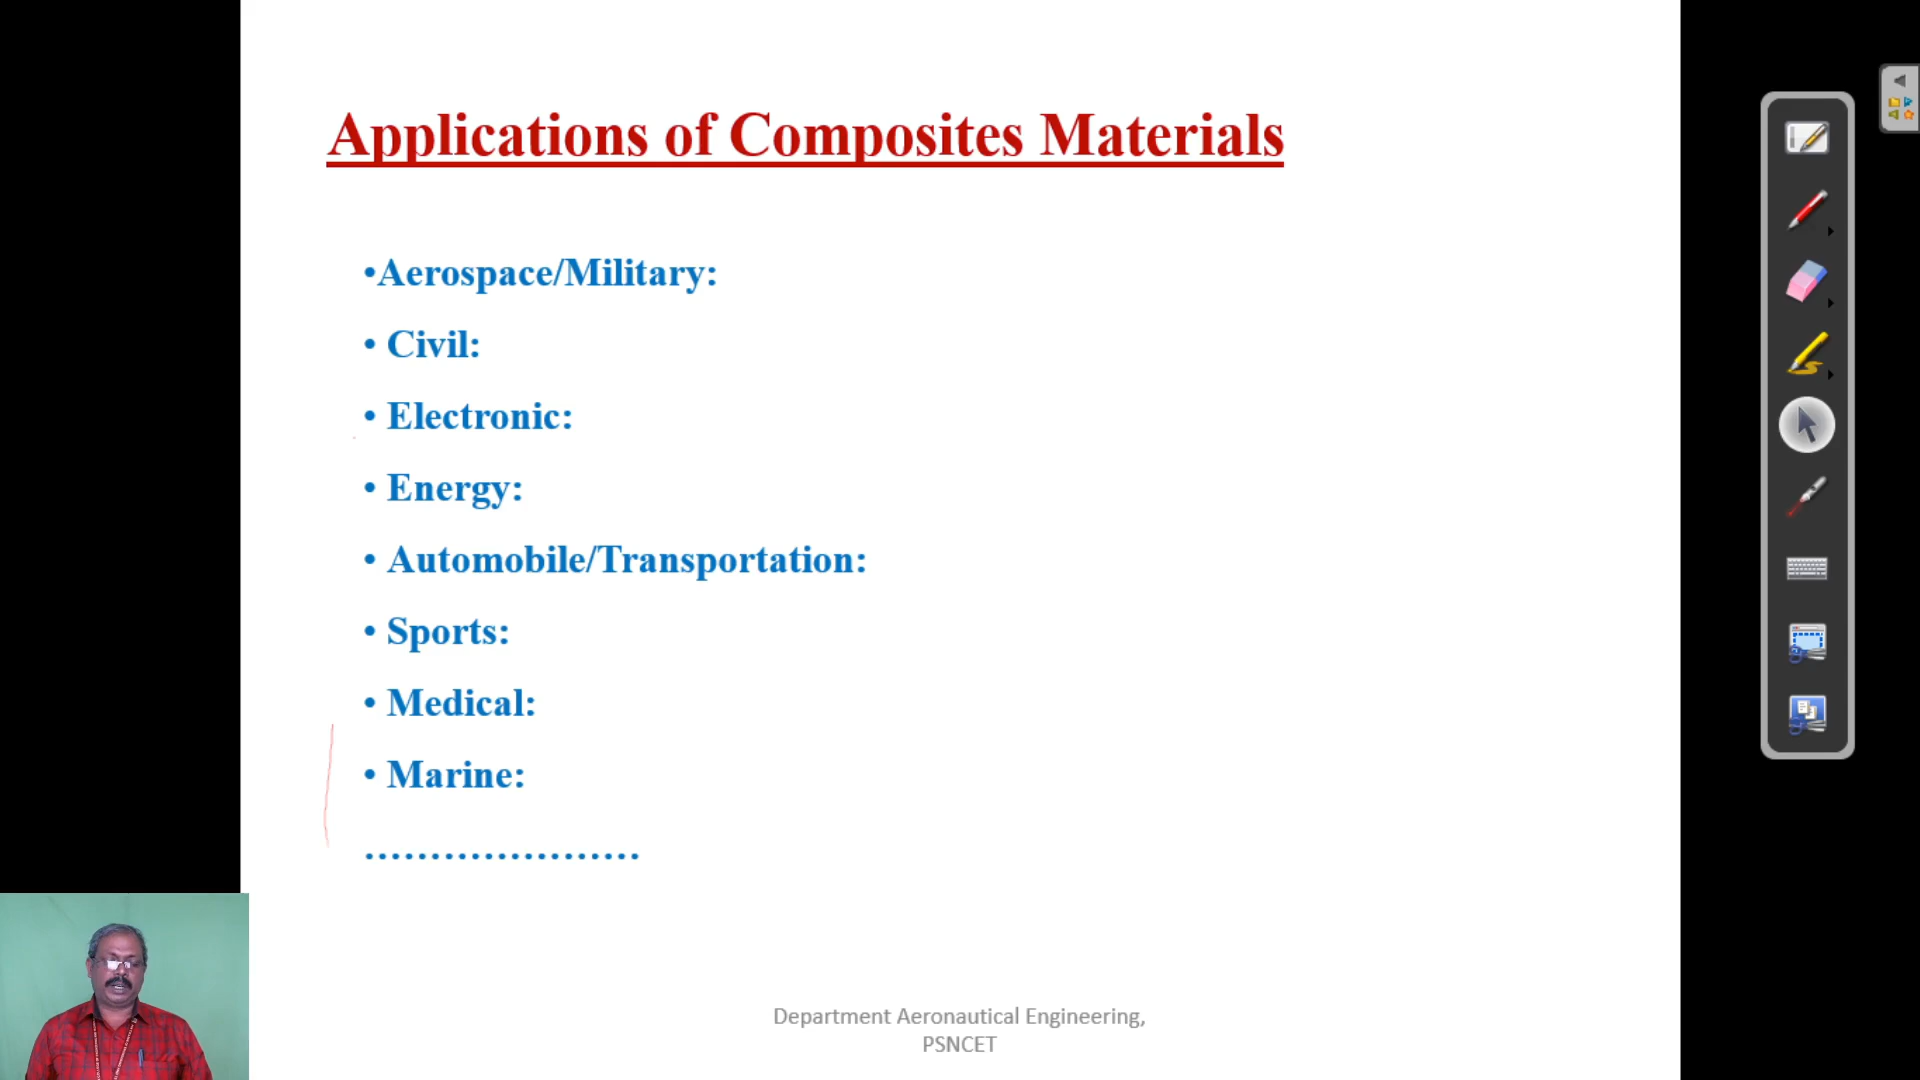 Applications of Composites Materials
•Aerospace/Military:
• Civil:
• Electronic:
• Energy:
• Automobile/Transportation:
• Sports:
• Medical:
• Marine:
.....................
Department Aeronautical Engineering,
PSNCET